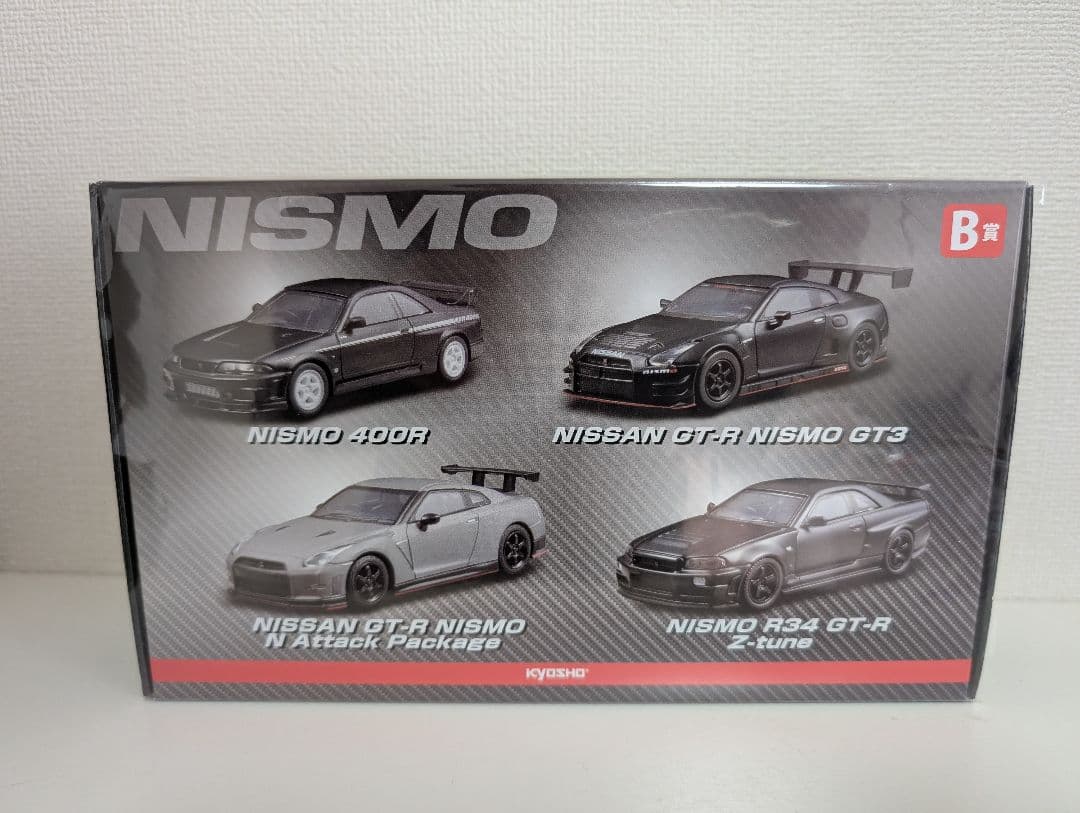 NISMO
B賞
NISMO 400R
NISSAN GT-R NISMO GT3
NISSAN GT-R NISMO
N Attack Package
NISMO R34 GT-R
Z-tune
KYOSHO